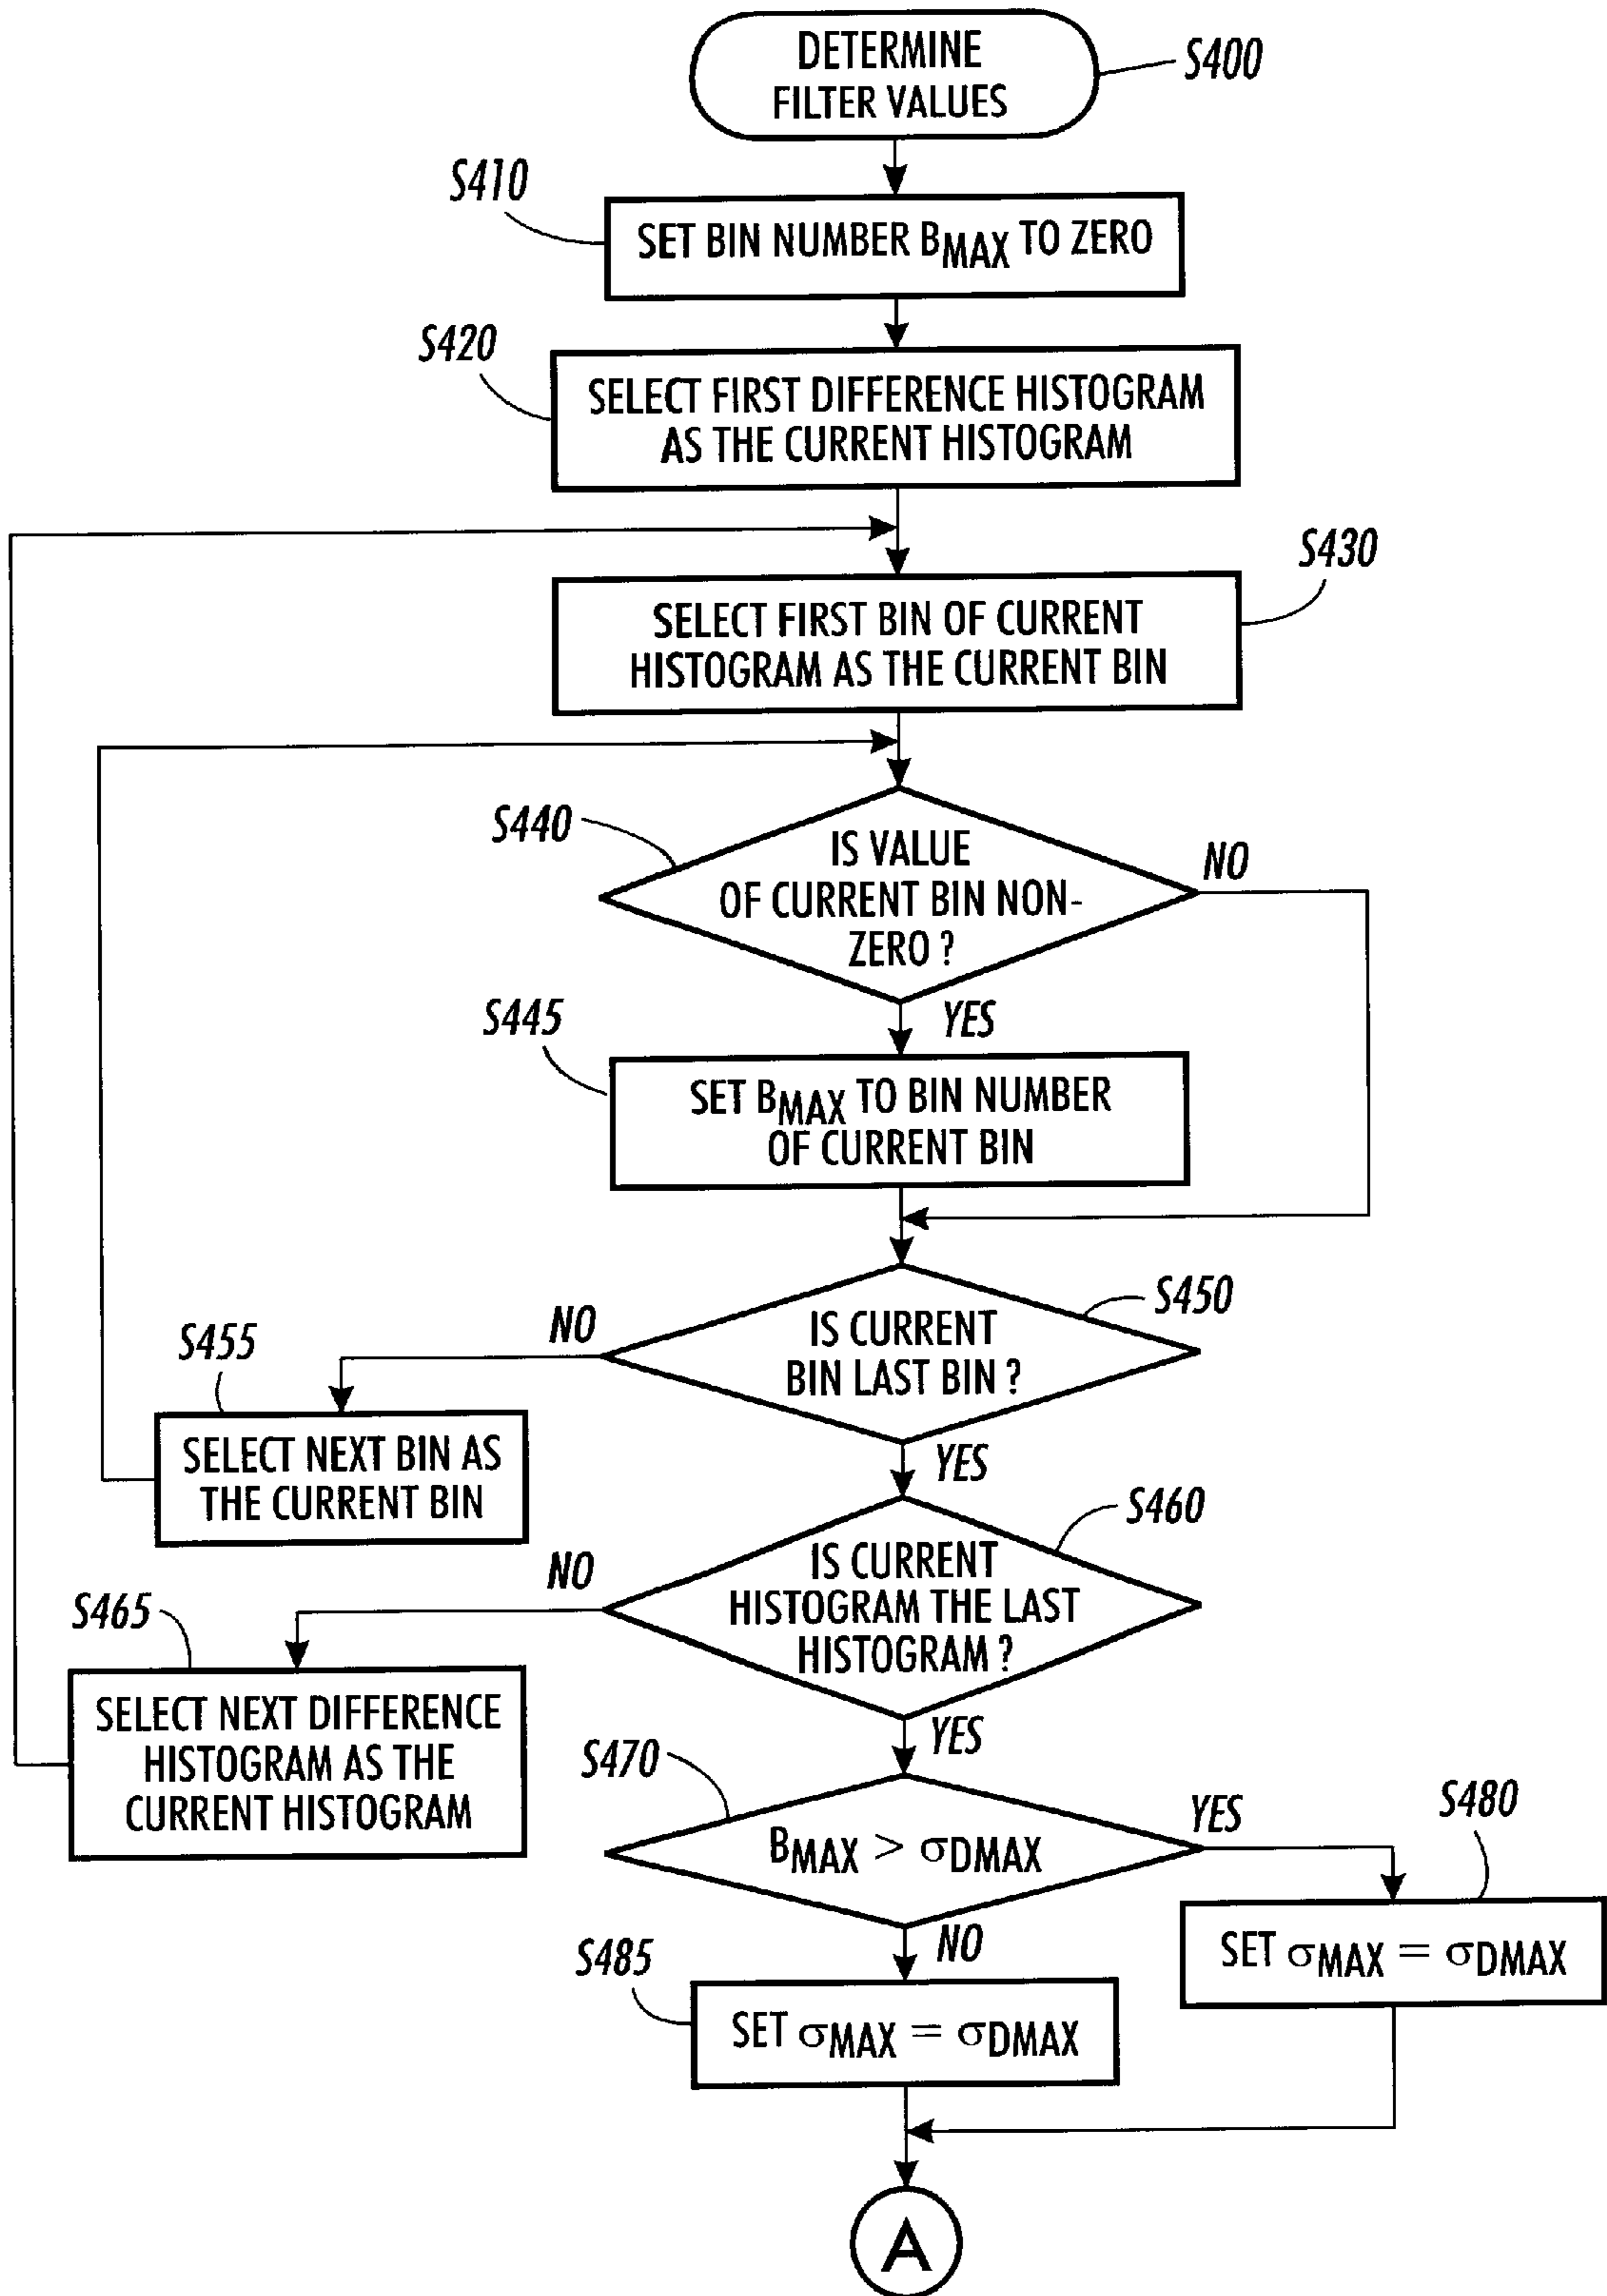 DETERMINE
FILTER VALUES
S400
S410
SET BIN NUMBER BMAX TO ZERO
S420
SELECT FIRST DIFFERENCE HISTOGRAM
AS THE CURRENT HISTOGRAM
S430
SELECT FIRST BIN OF CURRENT
HISTOGRAM AS THE CURRENT BIN
S440
IS VALUE
OF CURRENT BIN NON-
ZERO ?
NO
YES
S445
SET BMAX TO BIN NUMBER
OF CURRENT BIN
S450
IS CURRENT
BIN LAST BIN ?
NO
S455
SELECT NEXT BIN AS
THE CURRENT BIN
YES
S460
IS CURRENT
HISTOGRAM THE LAST
HISTOGRAM ?
NO
S465
SELECT NEXT DIFFERENCE
HISTOGRAM AS THE
CURRENT HISTOGRAM
YES
S470
BMAX > σDMAX
YES
S480
SET σMAX = σDMAX
NO
S485
SET σMAX = σDMAX
A